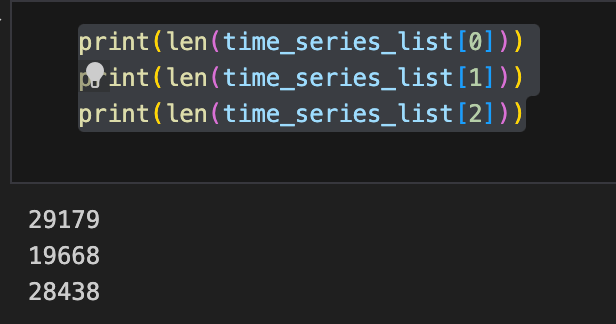 print(len(time_series_list[0]))
print(len(time_series_list[1]))
print(len(time_series_list[2]))
29179
19668
28438